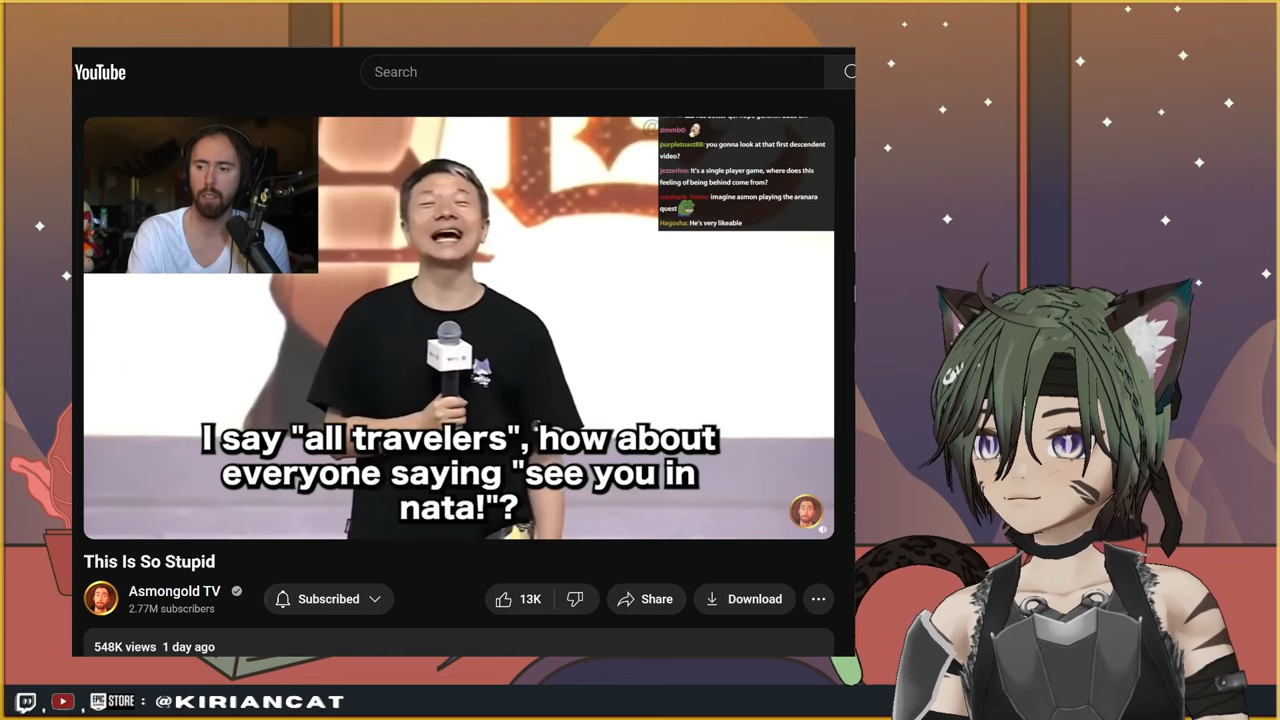 YouTube
Search
zimmb0:
purpletoast88: you gonna look at that first descendent
video?
jezzerino: It's a single player game, where does this
feeling of being behind come from?
imagine asmon playing the aranara
quest
Hagosha: He's very likeable
I say "all travelers", how about
everyone saying "see you in
nata!"?
This Is So Stupid
Asmongold TV
2.77M subscribers
Subscribed
13K
Share
Download
548K views 1 day ago
EPIC STORE : @KIRIANCAT